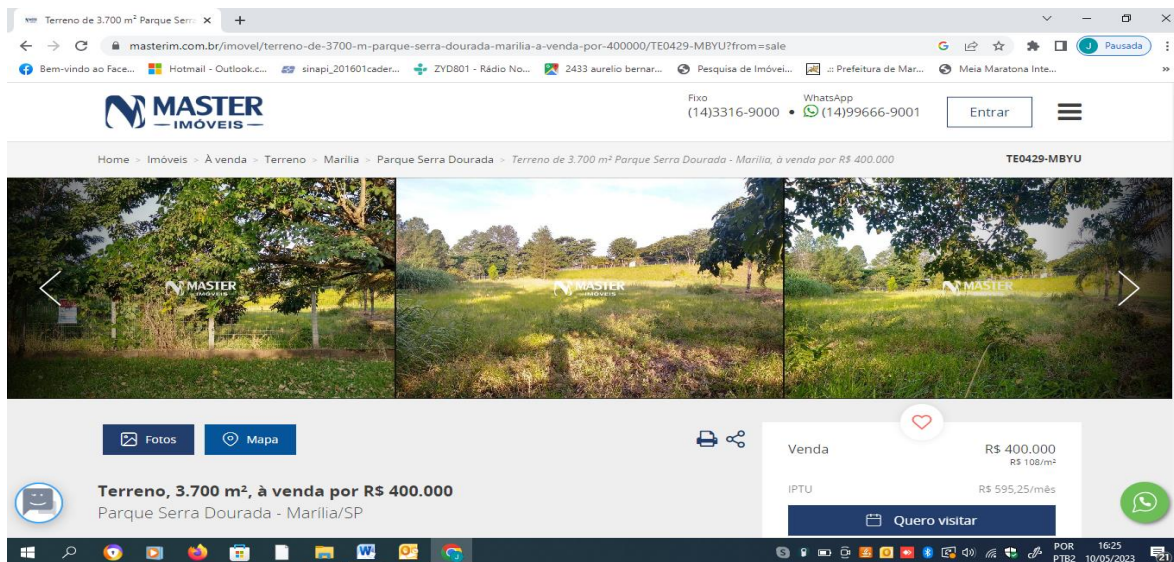 Terreno de 3.700 m² Parque Serr
masterim.com.br/imovel/terreno-de-3700-m-parque-serra-dourada-marilia-a-venda-por-400000/TE0429-MBYU?from=sale
J Pausada
Bem-vindo ao Face... Hotmail - Outlook.c... sinapi_201601cader... ZYD801 - Rádio No... 2433 aurelio bernar... Pesquisa de Imóvei... .:: Prefeitura de Mar... Meia Maratona Inte... »
MASTER
IMÓVEIS
Fixo
(14)3316-9000 •
WhatsApp
(14)99666-9001
Entrar
Home > Imóveis > À venda > Terreno > Marília > Parque Serra Dourada > Terreno de 3.700 m² Parque Serra Dourada - Marília, à venda por R$ 400.000
TE0429-MBYU
MASTER
IMÓVEIS
MASTER
IMÓVEIS
MASTER
IMÓVEIS
Fotos
Mapa
Terreno, 3.700 m², à venda por R$ 400.000
Parque Serra Dourada - Marília/SP
Venda R$ 400.000
R$ 108/m²
IPTU R$ 595,25/mês
Quero visitar
POR 16:25
PTB2 10/05/2023
21